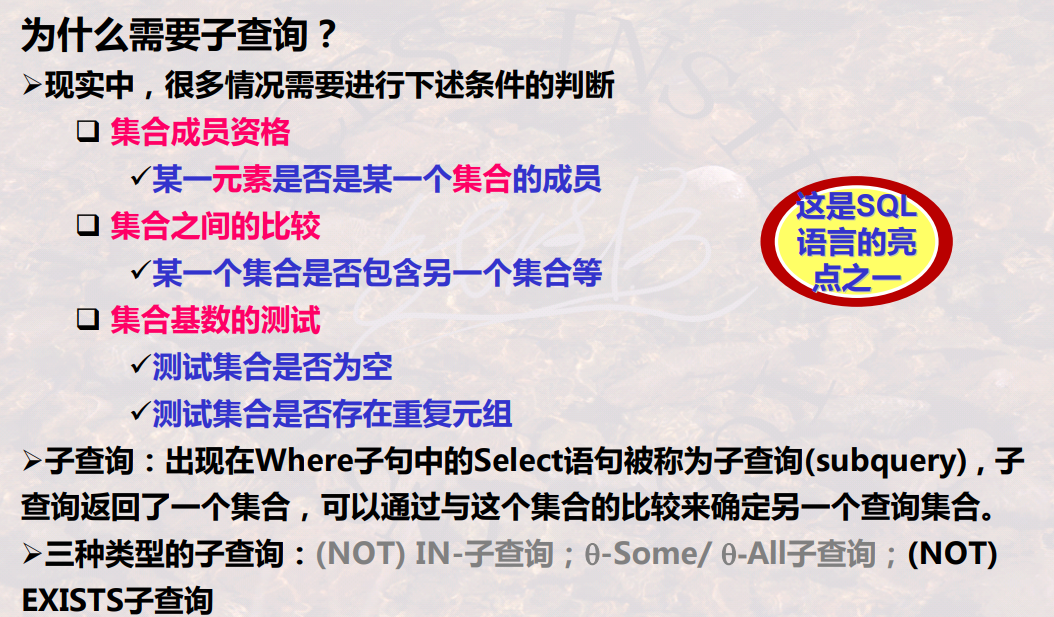 为什么需要子查询？
➢现实中，很多情况需要进行下述条件的判断
❑ 集合成员资格
✓某一元素是否是某一个集合的成员
❑ 集合之间的比较
✓某一个集合是否包含另一个集合等
❑ 集合基数的测试
✓测试集合是否为空
✓测试集合是否存在重复元组
➢子查询：出现在Where子句中的Select语句被称为子查询(subquery)，子
查询返回了一个集合，可以通过与这个集合的比较来确定另一个查询集合。
➢三种类型的子查询：(NOT) IN-子查询；θ-Some/ θ-All子查询；(NOT)
EXISTS子查询
这是SQL
语言的亮
点之一